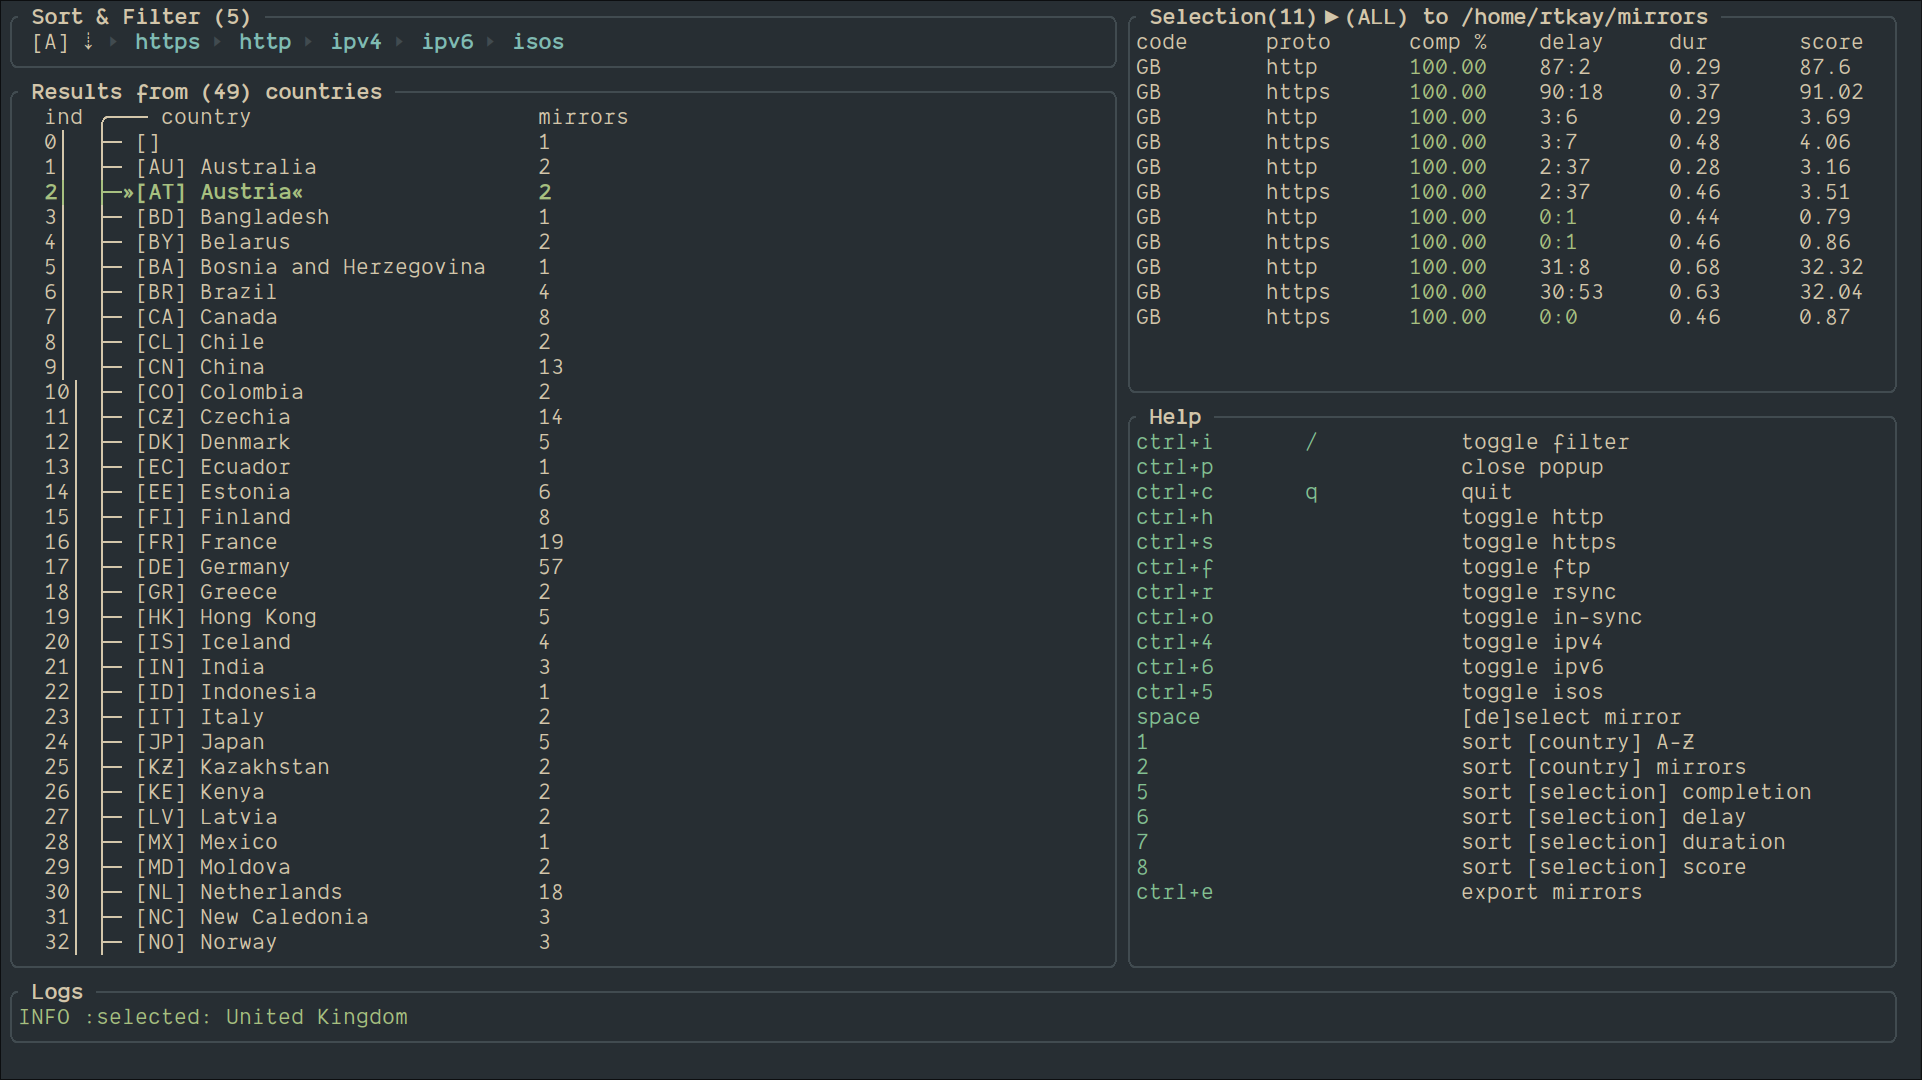 Sort & Filter (5)
[A] ⇣ ▸ https ▸ http ▸ ipv4 ▸ ipv6 ▸ isos
Results from (49) countries
ind country mirrors
0 [] 1
1 [AU] Australia 2
2 »[AT] Austria« 2
3 [BD] Bangladesh 1
4 [BY] Belarus 2
5 [BA] Bosnia and Herzegovina 1
6 [BR] Brazil 4
7 [CA] Canada 8
8 [CL] Chile 2
9 [CN] China 13
10 [CO] Colombia 2
11 [CZ] Czechia 14
12 [DK] Denmark 5
13 [EC] Ecuador 1
14 [EE] Estonia 6
15 [FI] Finland 8
16 [FR] France 19
17 [DE] Germany 57
18 [GR] Greece 2
19 [HK] Hong Kong 5
20 [IS] Iceland 4
21 [IN] India 3
22 [ID] Indonesia 1
23 [IT] Italy 2
24 [JP] Japan 5
25 [KZ] Kazakhstan 2
26 [KE] Kenya 2
27 [LV] Latvia 2
28 [MX] Mexico 1
29 [MD] Moldova 2
30 [NL] Netherlands 18
31 [NC] New Caledonia 3
32 [NO] Norway 3
Selection(11)►(ALL) to /home/rtkay/mirrors
code proto comp % delay dur score
GB http 100.00 87:2 0.29 87.6
GB https 100.00 90:18 0.37 91.02
GB http 100.00 3:6 0.29 3.69
GB https 100.00 3:7 0.48 4.06
GB http 100.00 2:37 0.28 3.16
GB https 100.00 2:37 0.46 3.51
GB http 100.00 0:1 0.44 0.79
GB https 100.00 0:1 0.46 0.86
GB http 100.00 31:8 0.68 32.32
GB https 100.00 30:53 0.63 32.04
GB https 100.00 0:0 0.46 0.87
Help
ctrl+i / toggle filter
ctrl+p close popup
ctrl+c q quit
ctrl+h toggle http
ctrl+s toggle https
ctrl+f toggle ftp
ctrl+r toggle rsync
ctrl+o toggle in-sync
ctrl+4 toggle ipv4
ctrl+6 toggle ipv6
ctrl+5 toggle isos
space [de]select mirror
1 sort [country] A-Z
2 sort [country] mirrors
5 sort [selection] completion
6 sort [selection] delay
7 sort [selection] duration
8 sort [selection] score
ctrl+e export mirrors
Logs
INFO :selected: United Kingdom